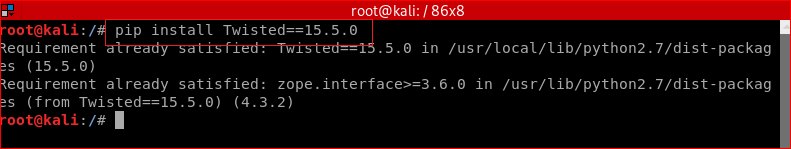 root@kali: / 86x8
root@kali:/# pip install Twisted==15.5.0
Requirement already satisfied: Twisted==15.5.0 in /usr/local/lib/python2.7/dist-packag
es (15.5.0)
Requirement already satisfied: zope.interface>=3.6.0 in /usr/lib/python2.7/dist-packag
es (from Twisted==15.5.0) (4.3.2)
root@kali:/#